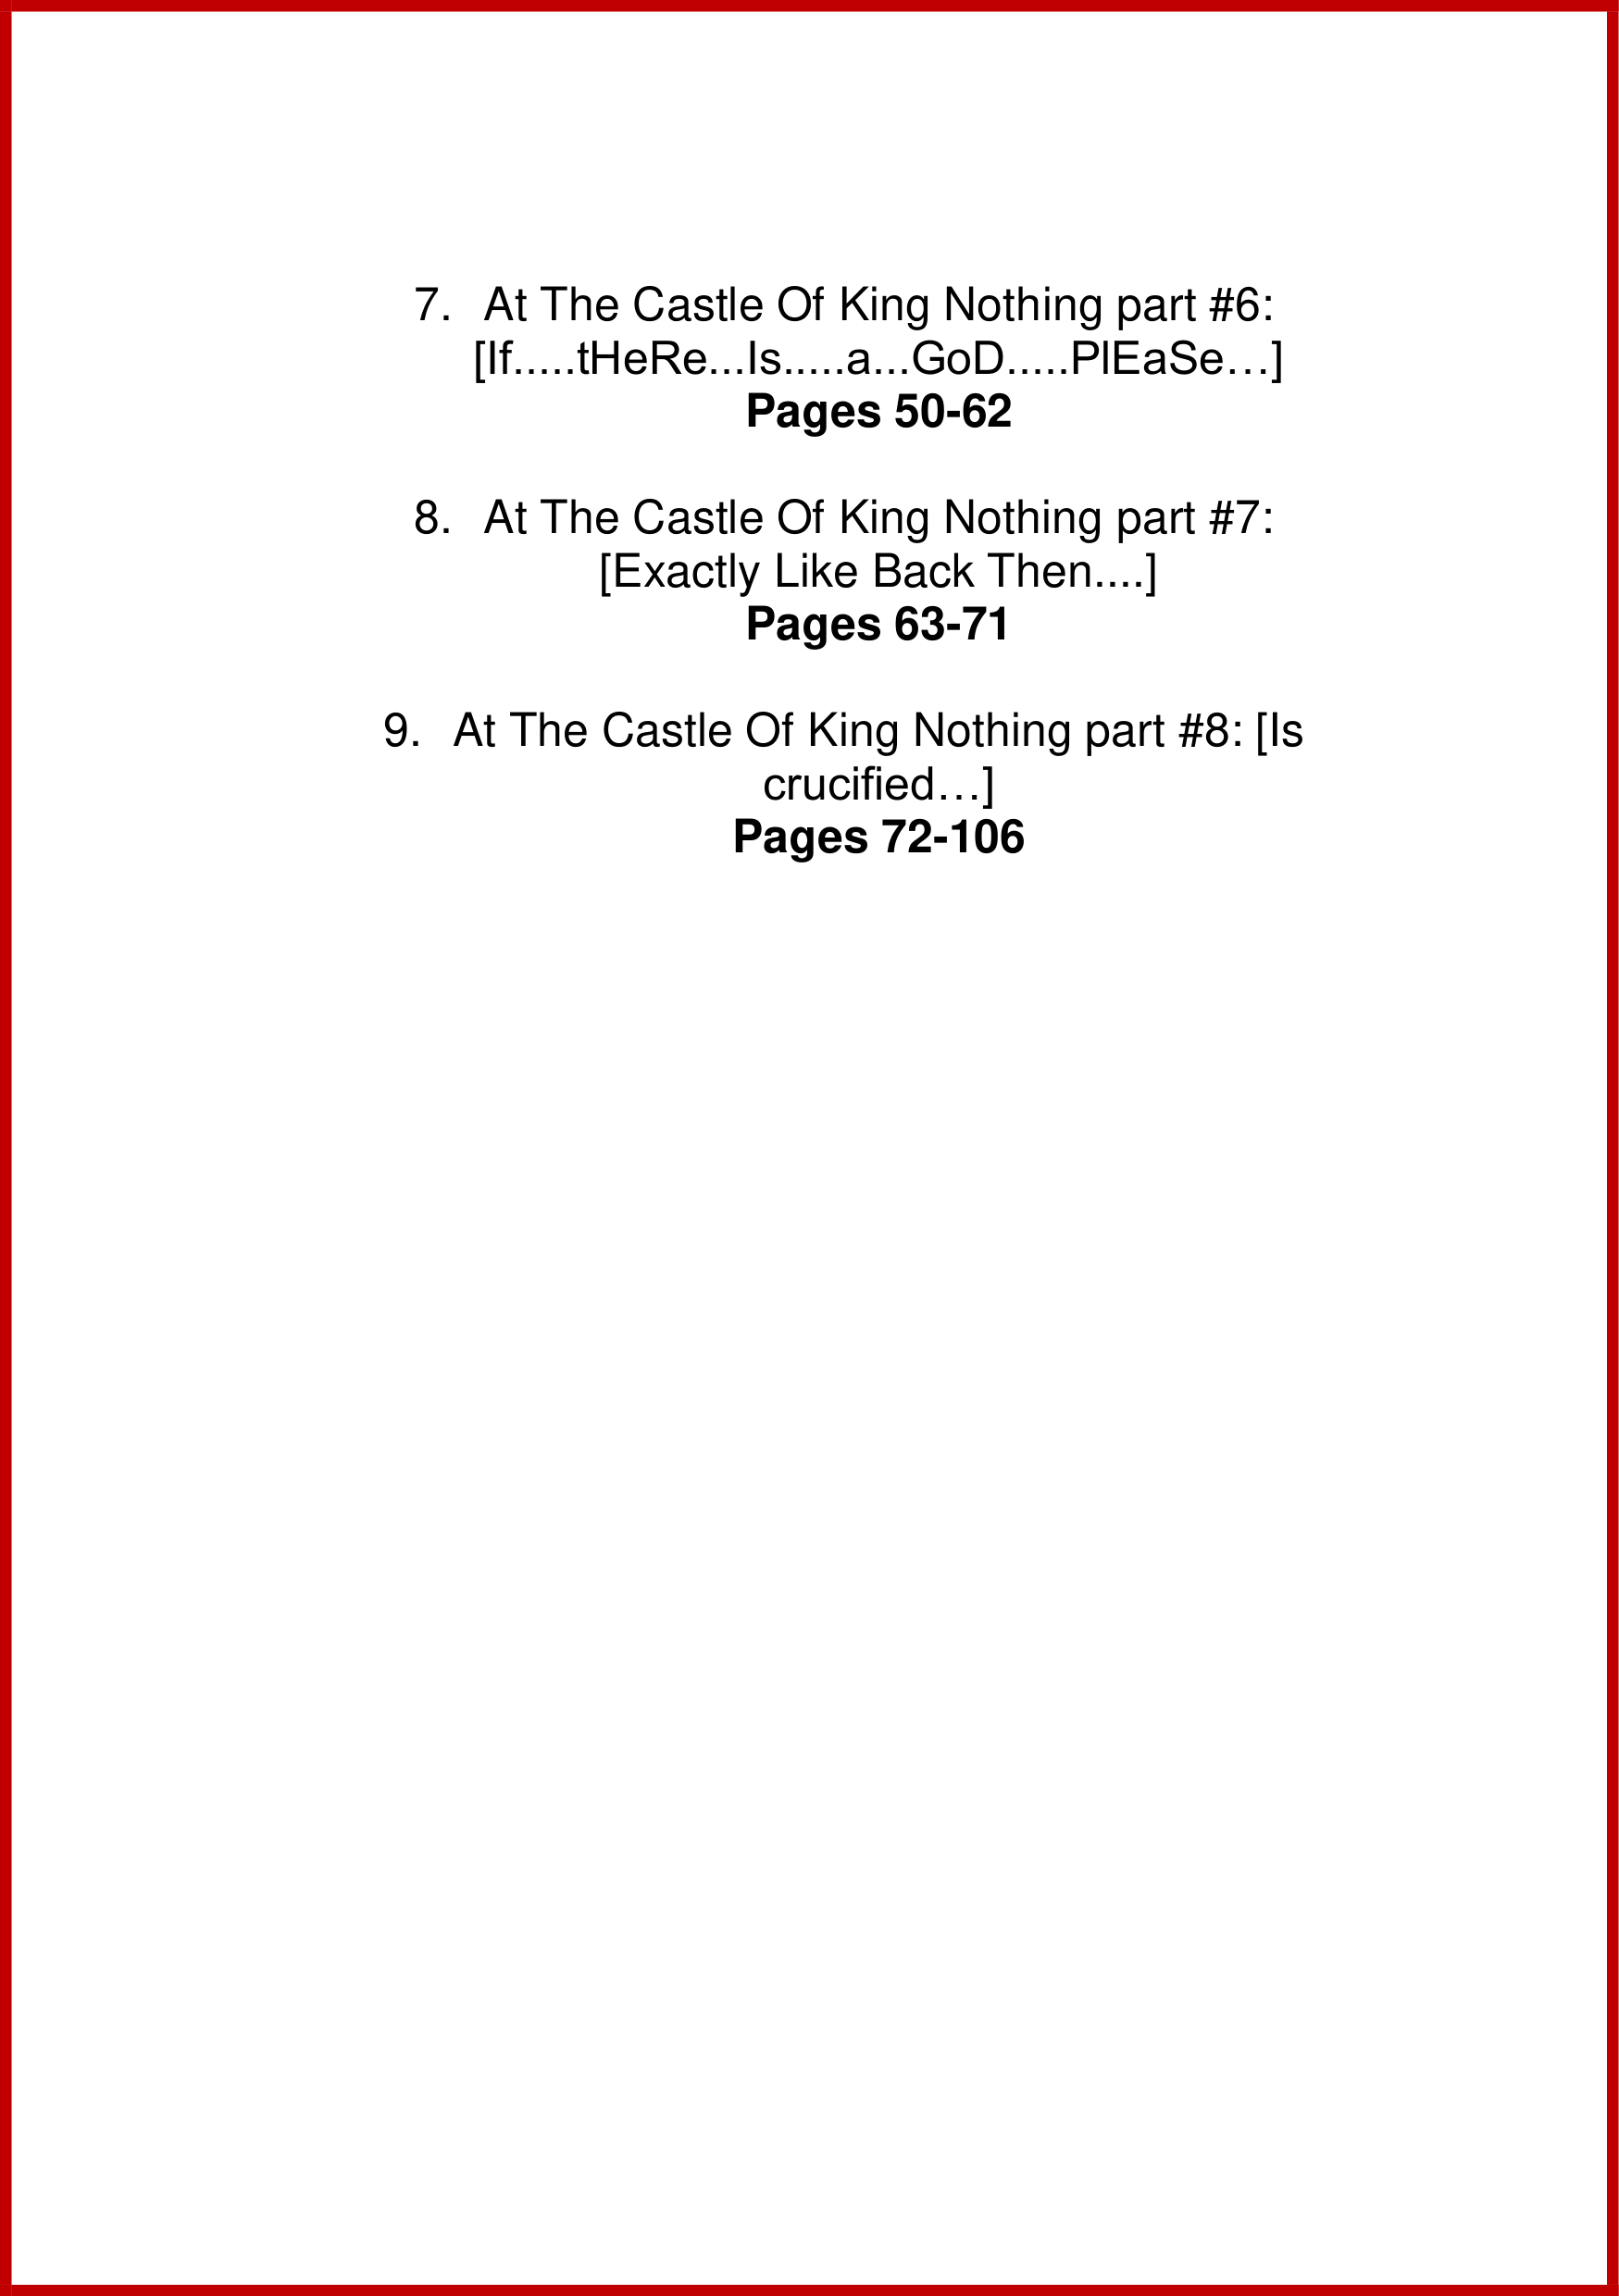 7. At The Castle Of King Nothing part #6:
[If.....tHeRe...Is.....a...GoD.....PlEaSe…]
Pages 50-62
8. At The Castle Of King Nothing part #7:
[Exactly Like Back Then....]
Pages 63-71
9. At The Castle Of King Nothing part #8: [Is
crucified…]
Pages 72-106